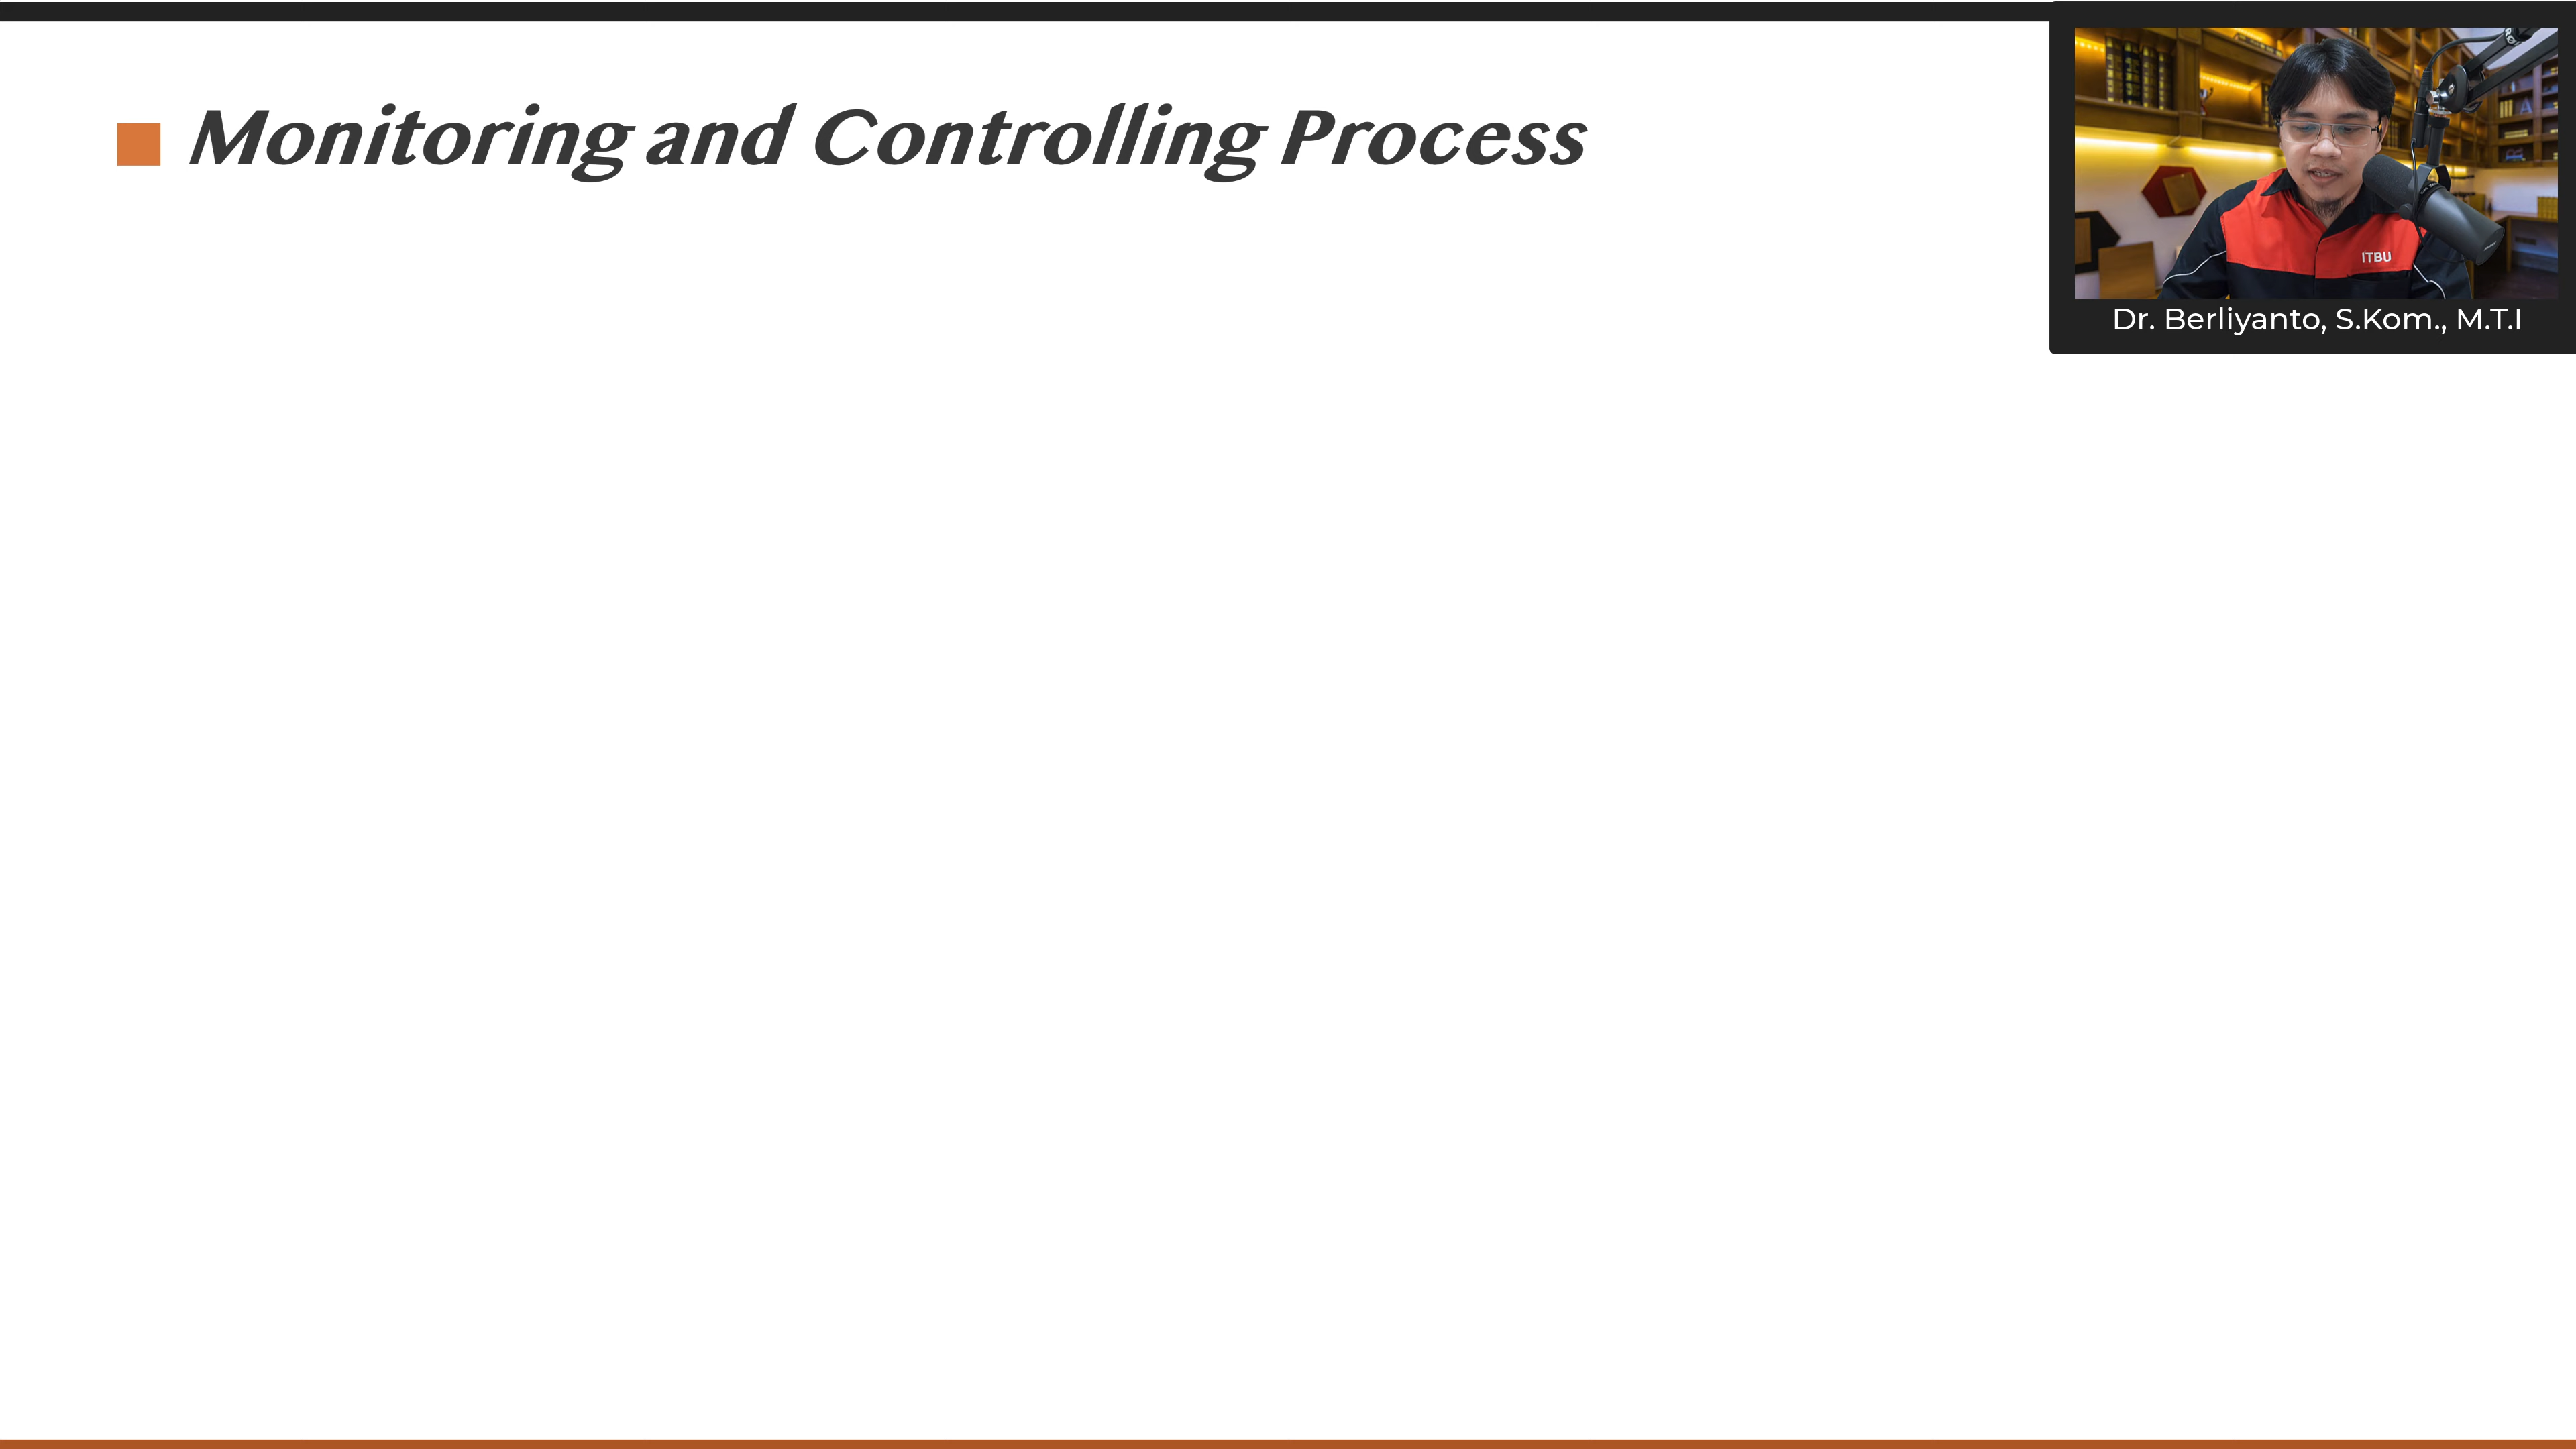 Monitoring and Controlling Process
ITBU
Dr. Berliyanto, S.Kom., M.T.I